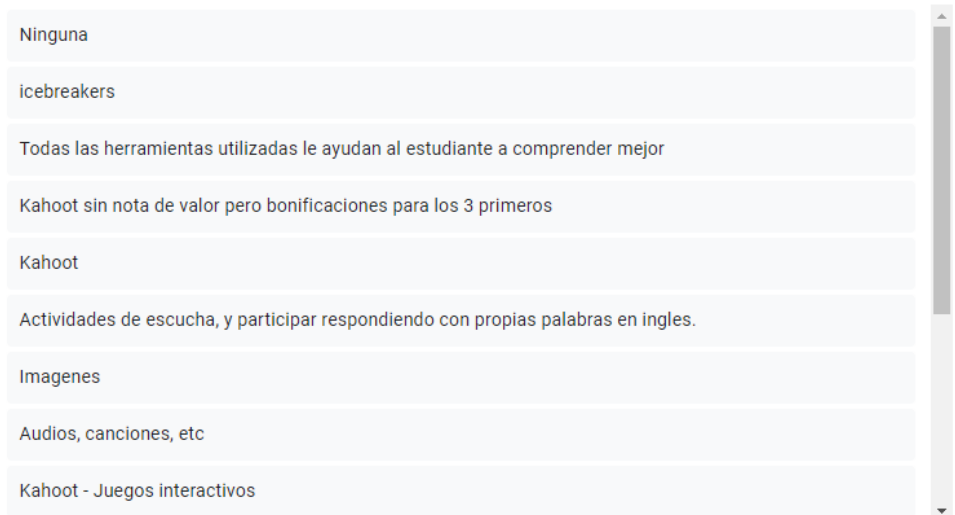 Ninguna
icebreakers
Todas las herramientas utilizadas le ayudan al estudiante a comprender mejor
Kahoot sin nota de valor pero bonificaciones para los 3 primeros
Kahoot
Actividades de escucha, y participar respondiendo con propias palabras en ingles.
Imagenes
Audios, canciones, etc
Kahoot - Juegos interactivos